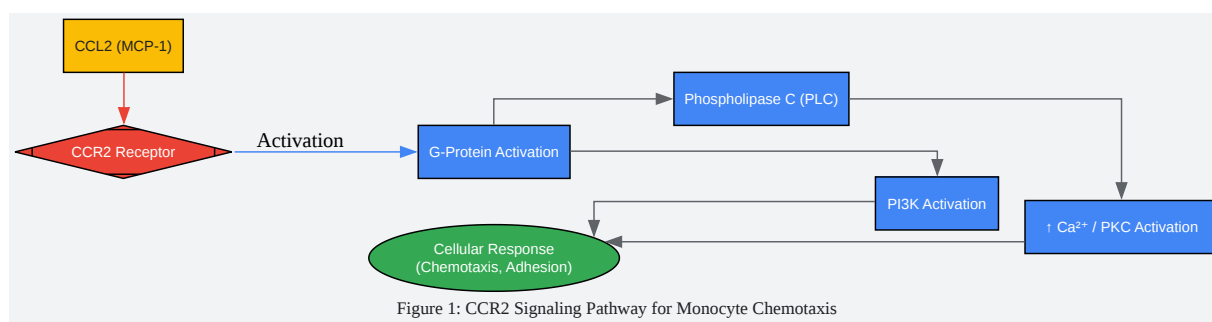 CCL2 (MCP-1)
CCR2 Receptor
Activation
G-Protein Activation
Phospholipase C (PLC)
PI3K Activation
↑ Ca²⁺ / PKC Activation
Cellular Response
(Chemotaxis, Adhesion)
Figure 1: CCR2 Signaling Pathway for Monocyte Chemotaxis